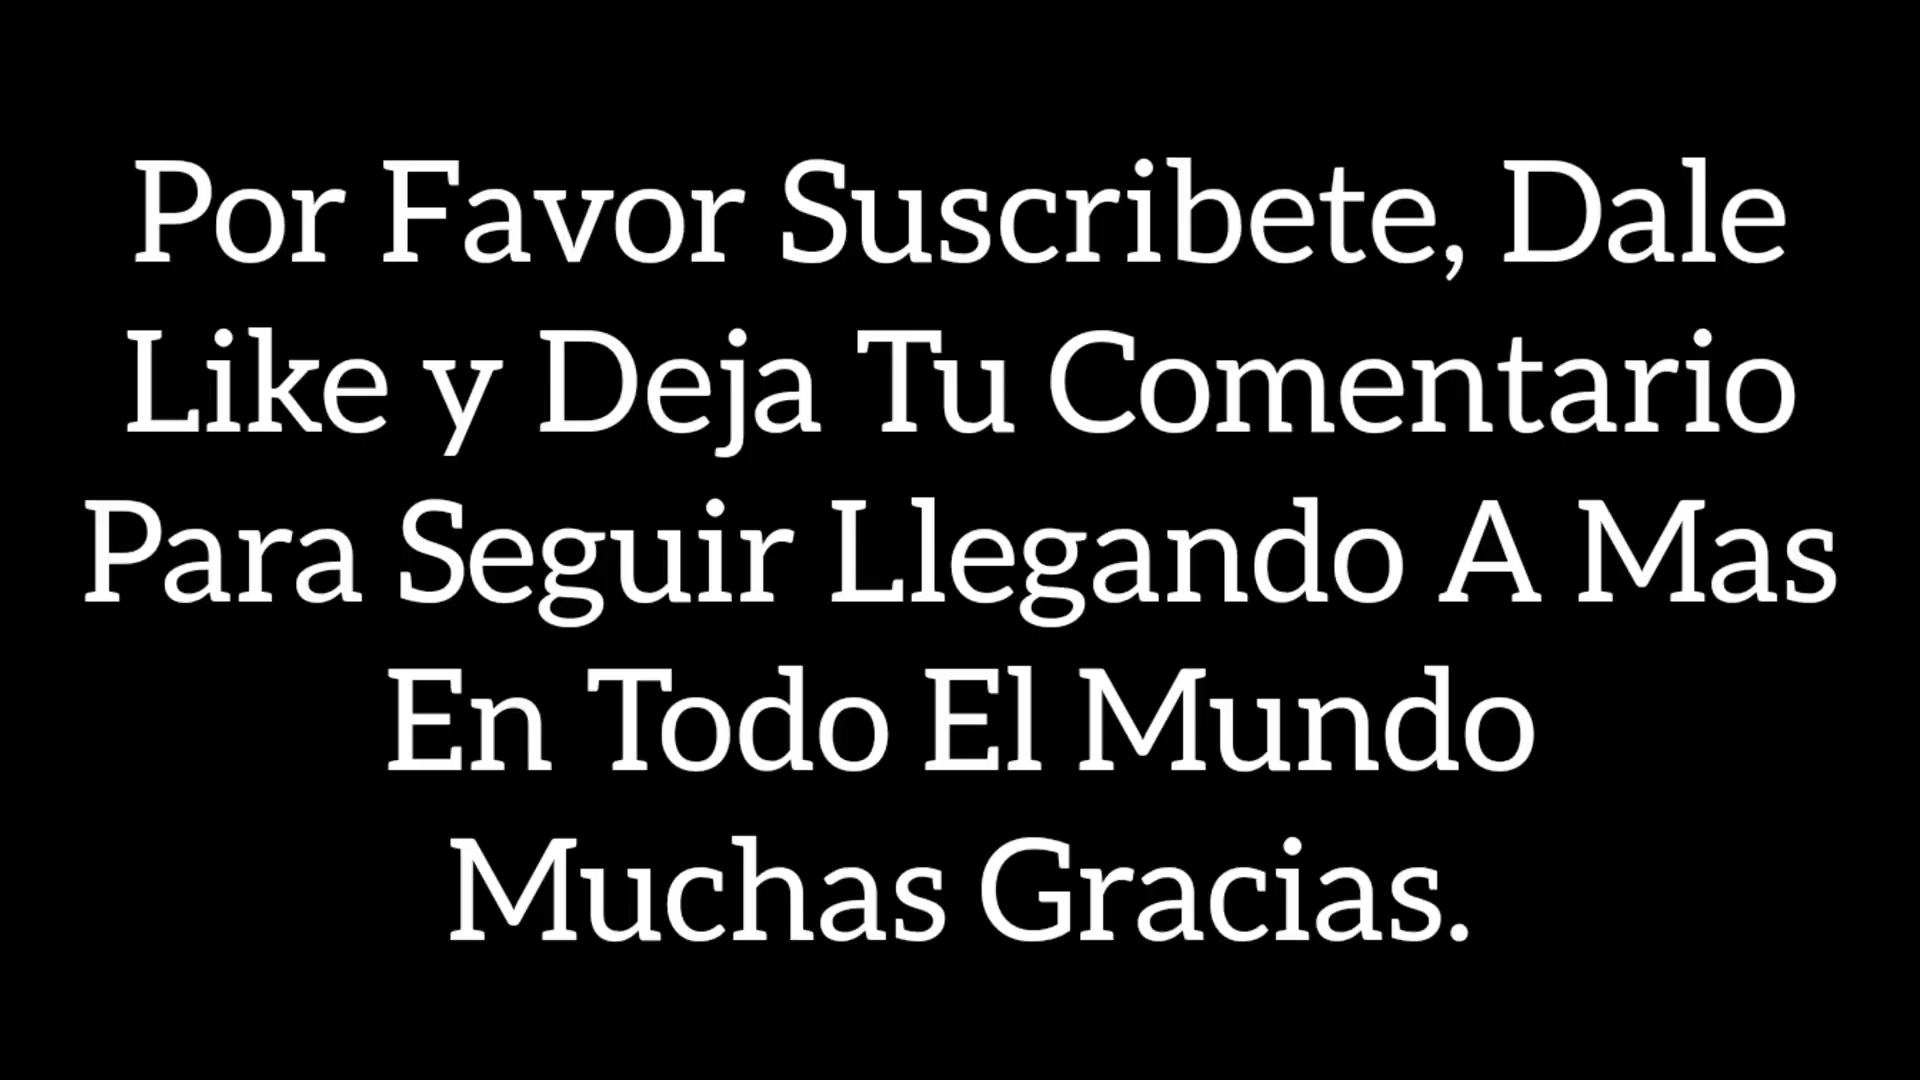 Por Favor Suscribete, Dale
Like y Deja Tu Comentario
Para Seguir Llegando A Mas
En Todo El Mundo
Muchas Gracias.